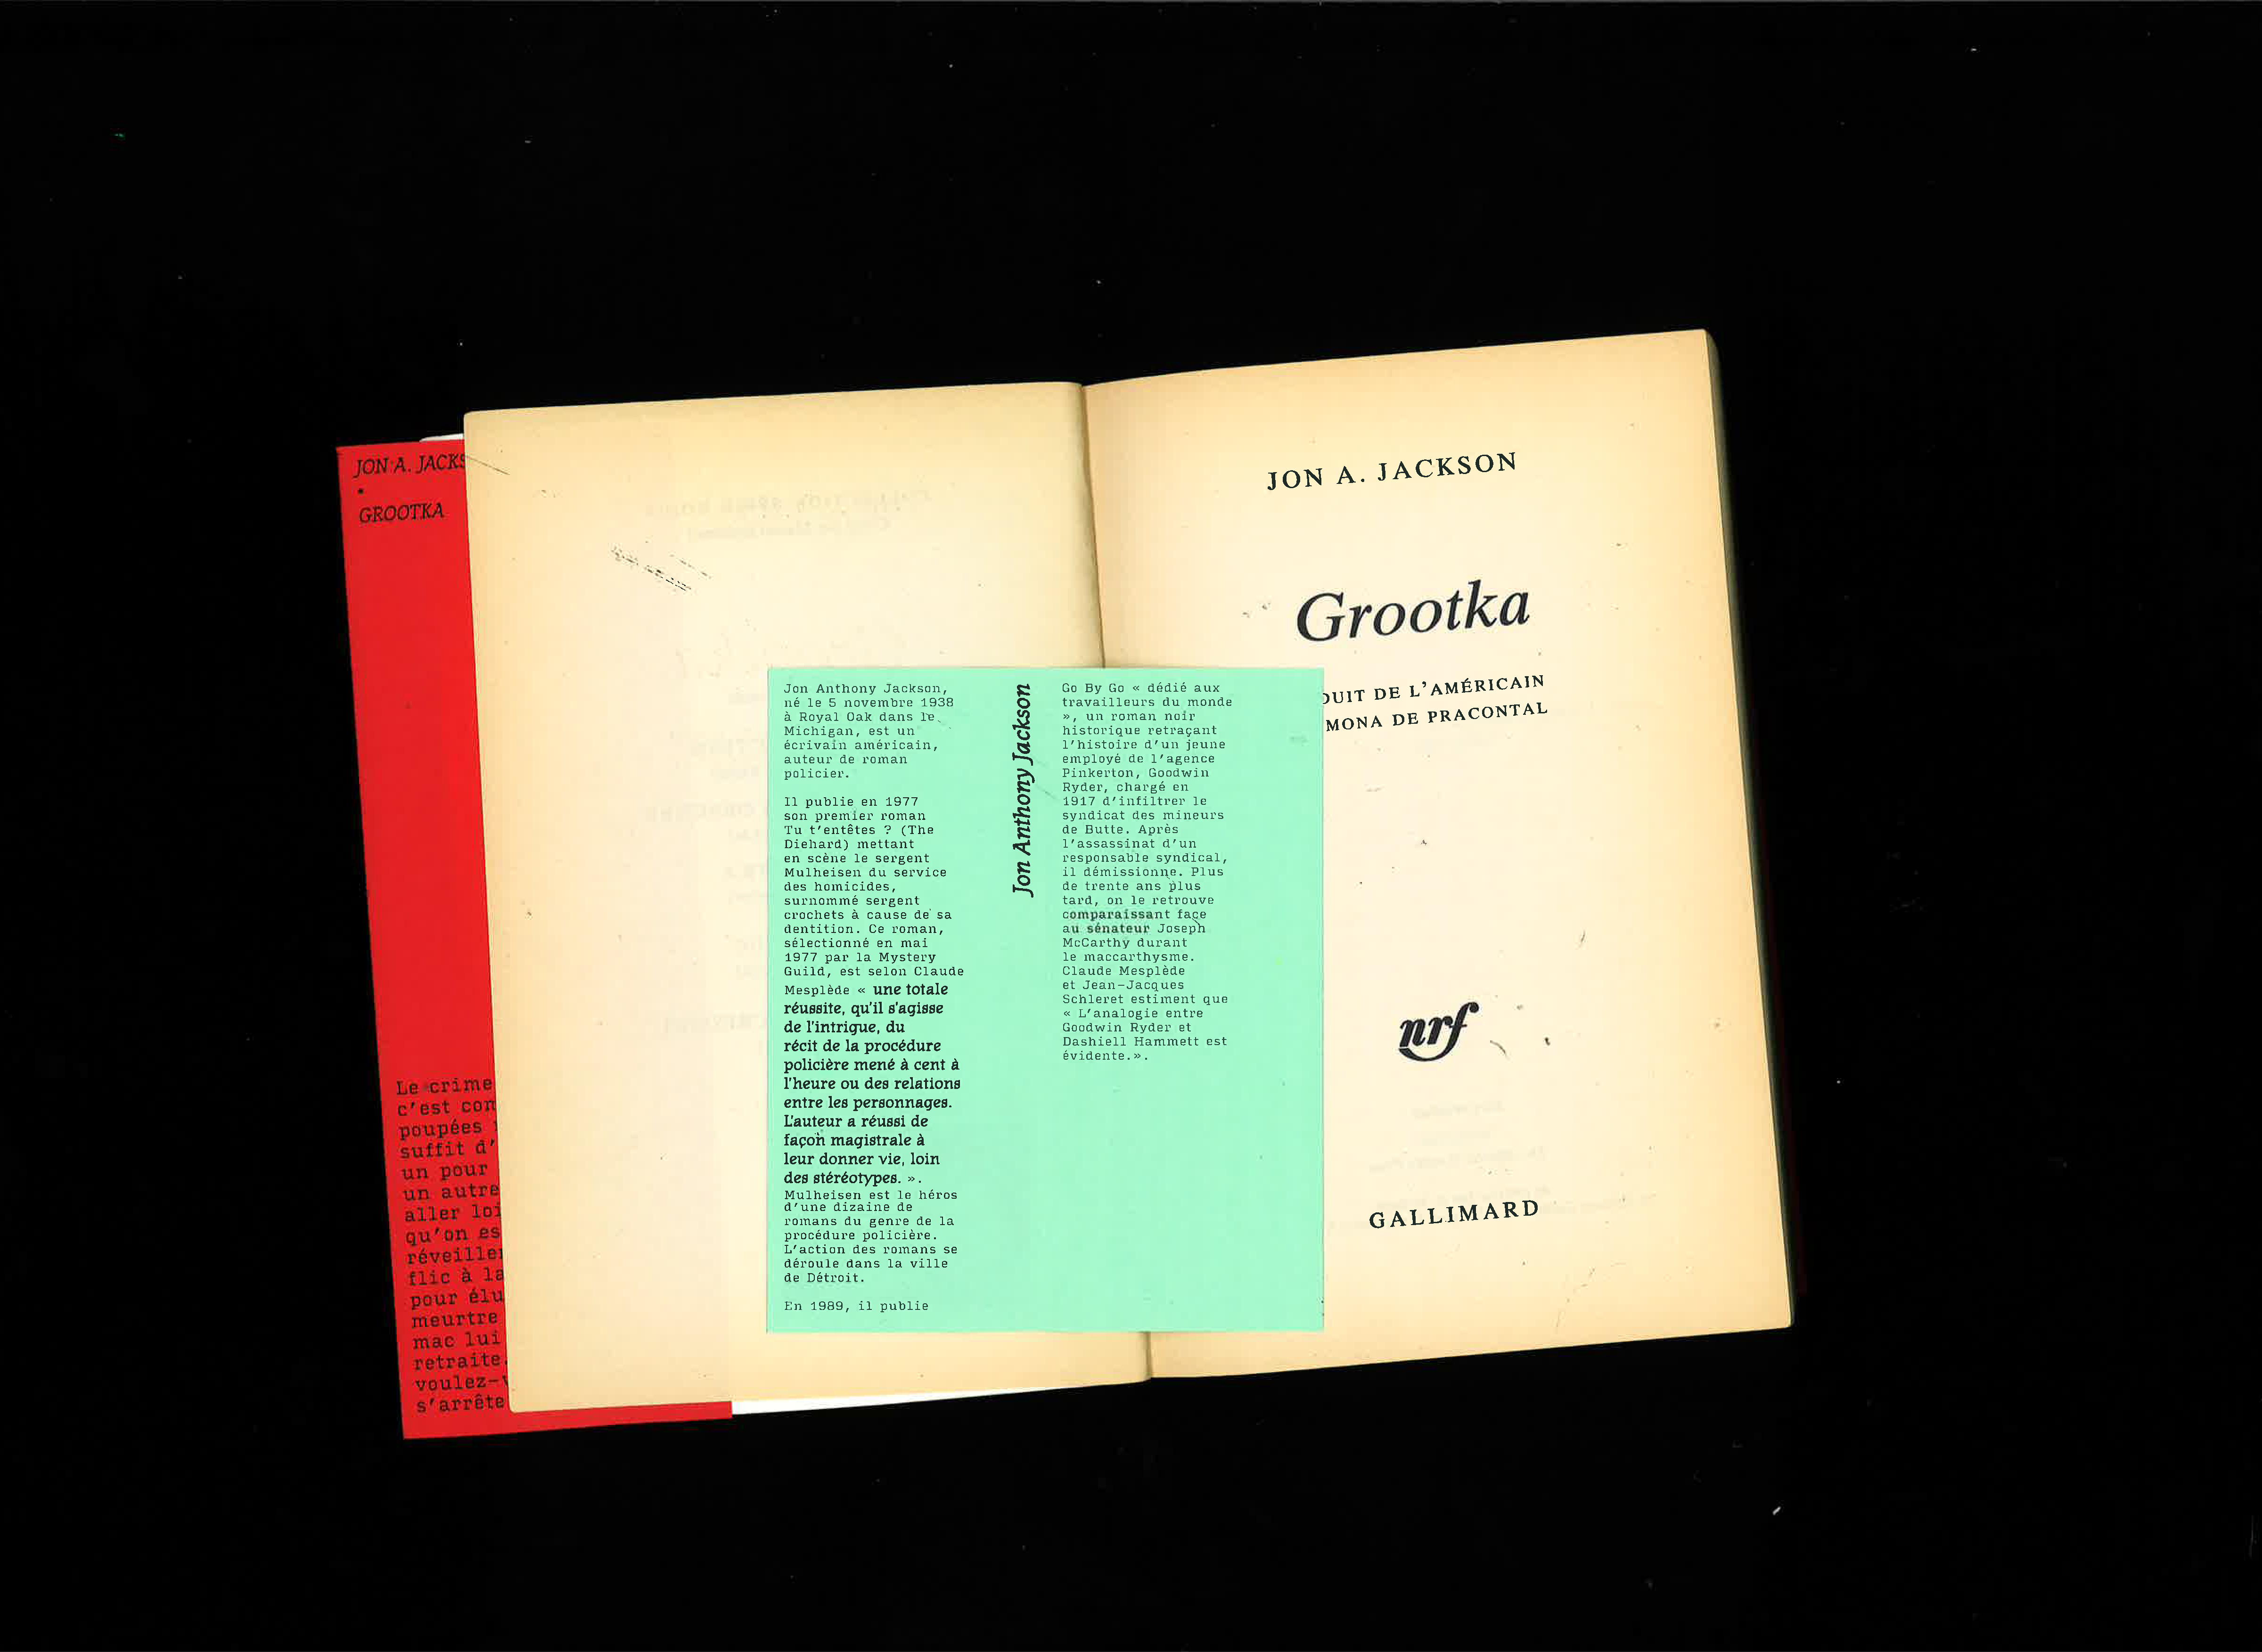 JON A. JACKS
•
GROOTKA
Le crime
c'est con
poupées
suffit d'
un pour
un autre
aller loi
qu'on es
réveille
flic à la
pour élu
meurtre
mac lui
retraite.
voulez-v
s'arrête
Jon Anthony Jackson,
né le 5 novembre 1938
à Royal Oak dans le
Michigan, est un
écrivain américain,
auteur de roman
policier.
Il publie en 1977
son premier roman
Tu t'entêtes ? (The
Diehard) mettant
en scène le sergent
Mulheisen du service
des homicides,
surnommé sergent
crochets à cause de sa
dentition. Ce roman,
sélectionné en mai
1977 par la Mystery
Guild, est selon Claude
Mesplède « une totale
réussite, qu'il s'agisse
de l'intrigue, du
récit de la procédure
policière mené à cent à
l'heure ou des relations
entre les personnages.
L'auteur a réussi de
façon magistrale à
leur donner vie, loin
des stéréotypes. ».
Mulheisen est le héros
d'une dizaine de
romans du genre de la
procédure policière.
L'action des romans se
déroule dans la ville
de Détroit.
En 1989, il publie
Jon Anthony Jackson
Go By Go « dédié aux
travailleurs du monde
», un roman noir
historique retraçant
l'histoire d'un jeune
employé de l'agence
Pinkerton, Goodwin
Ryder, chargé en
1917 d'infiltrer le
syndicat des mineurs
de Butte. Après
l'assassinat d'un
responsable syndical,
il démissionne. Plus
de trente ans plus
tard, on le retrouve
comparaissant face
au sénateur Joseph
McCarthy durant
le maccarthysme.
Claude Mesplède
et Jean-Jacques
Schleret estiment que
« L'analogie entre
Goodwin Ryder et
Dashiell Hammett est
évidente.».
JON A. JACKSON
Grootka
DUIT DE L'AMÉRICAIN
MONA DE PRACONTAL
nrf
GALLIMARD